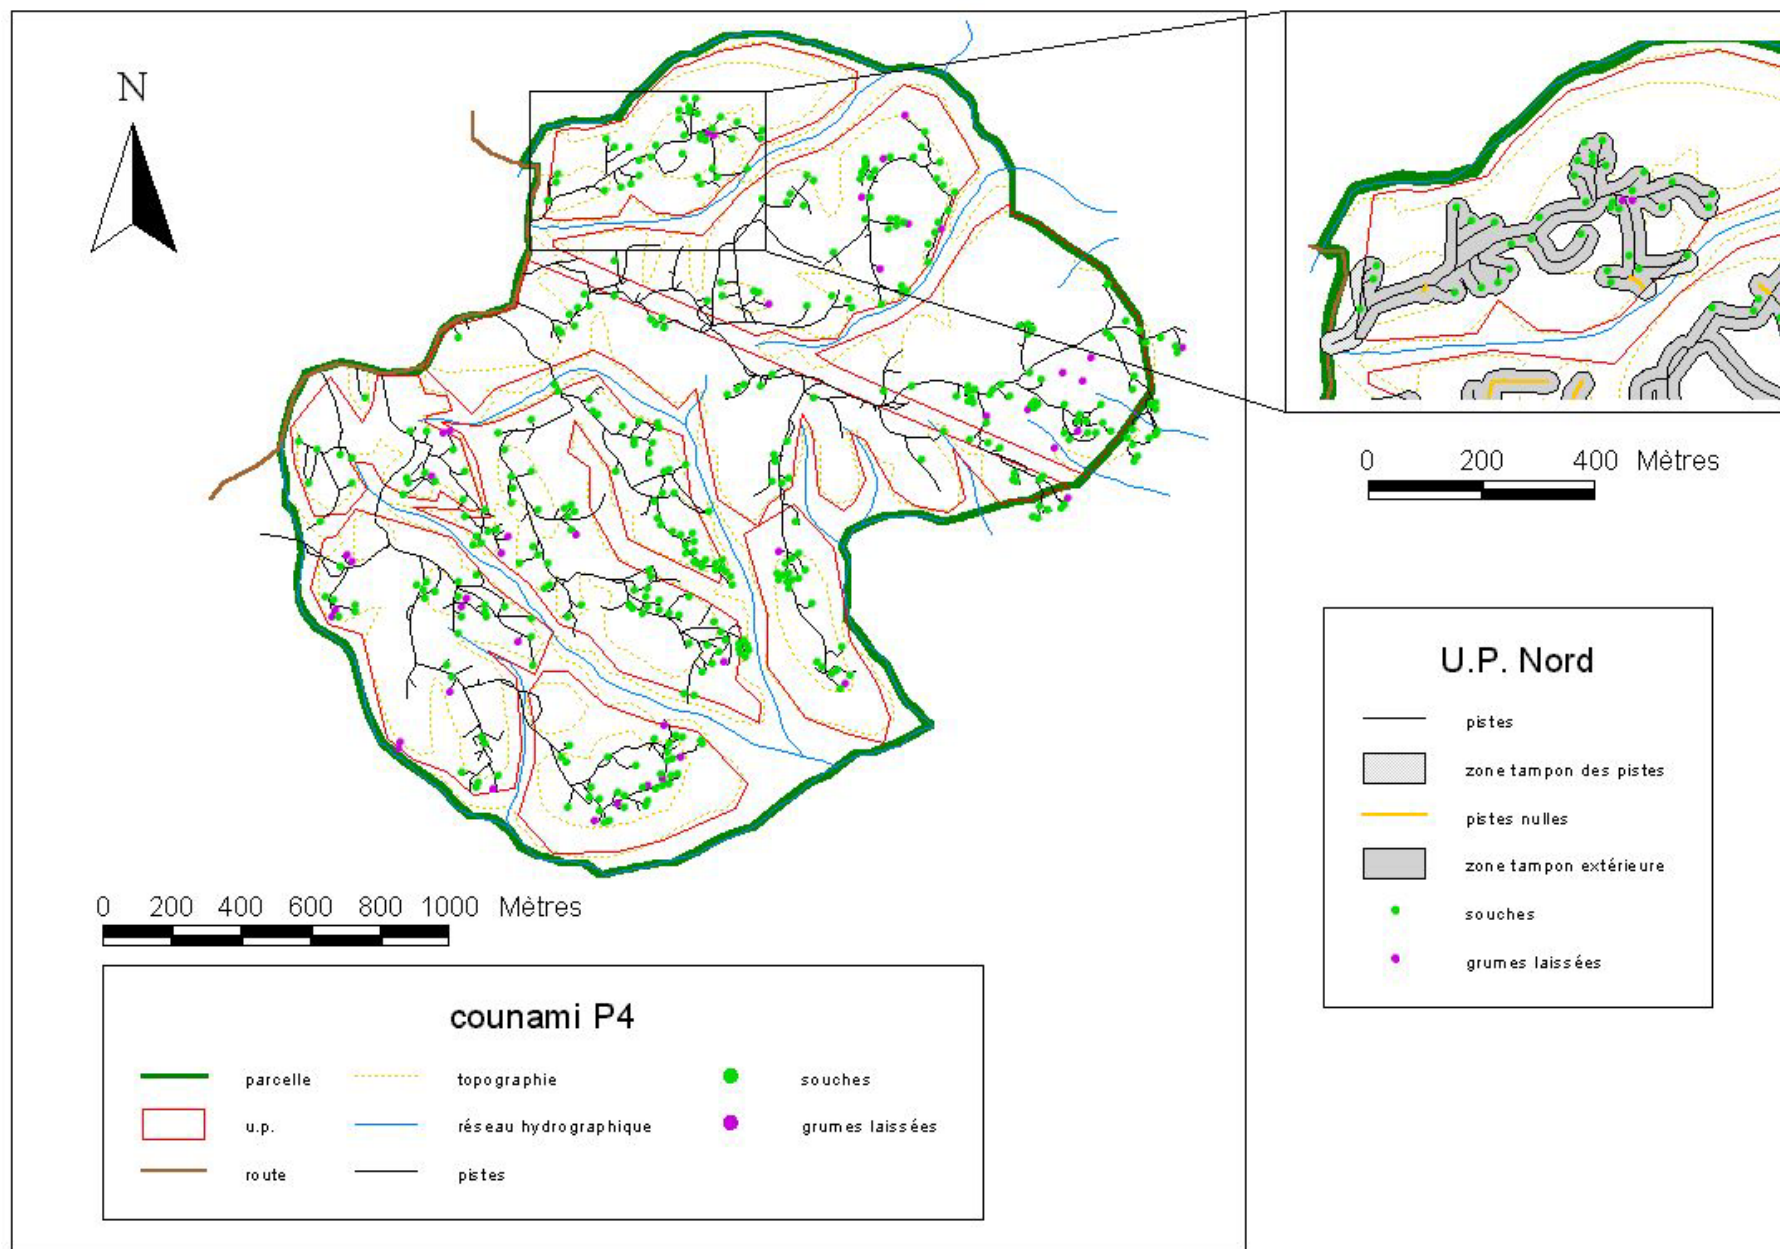 N
0 200 400 600 800 1000 Mètres
counami P4
parcelle
topographie
souches
u.p.
réseau hydrographique
grumes laissées
route
pistes
0 200 400 Mètres
U.P. Nord
pistes
zone tampon des pistes
pistes nulles
zone tampon extérieure
souches
grumes laissées